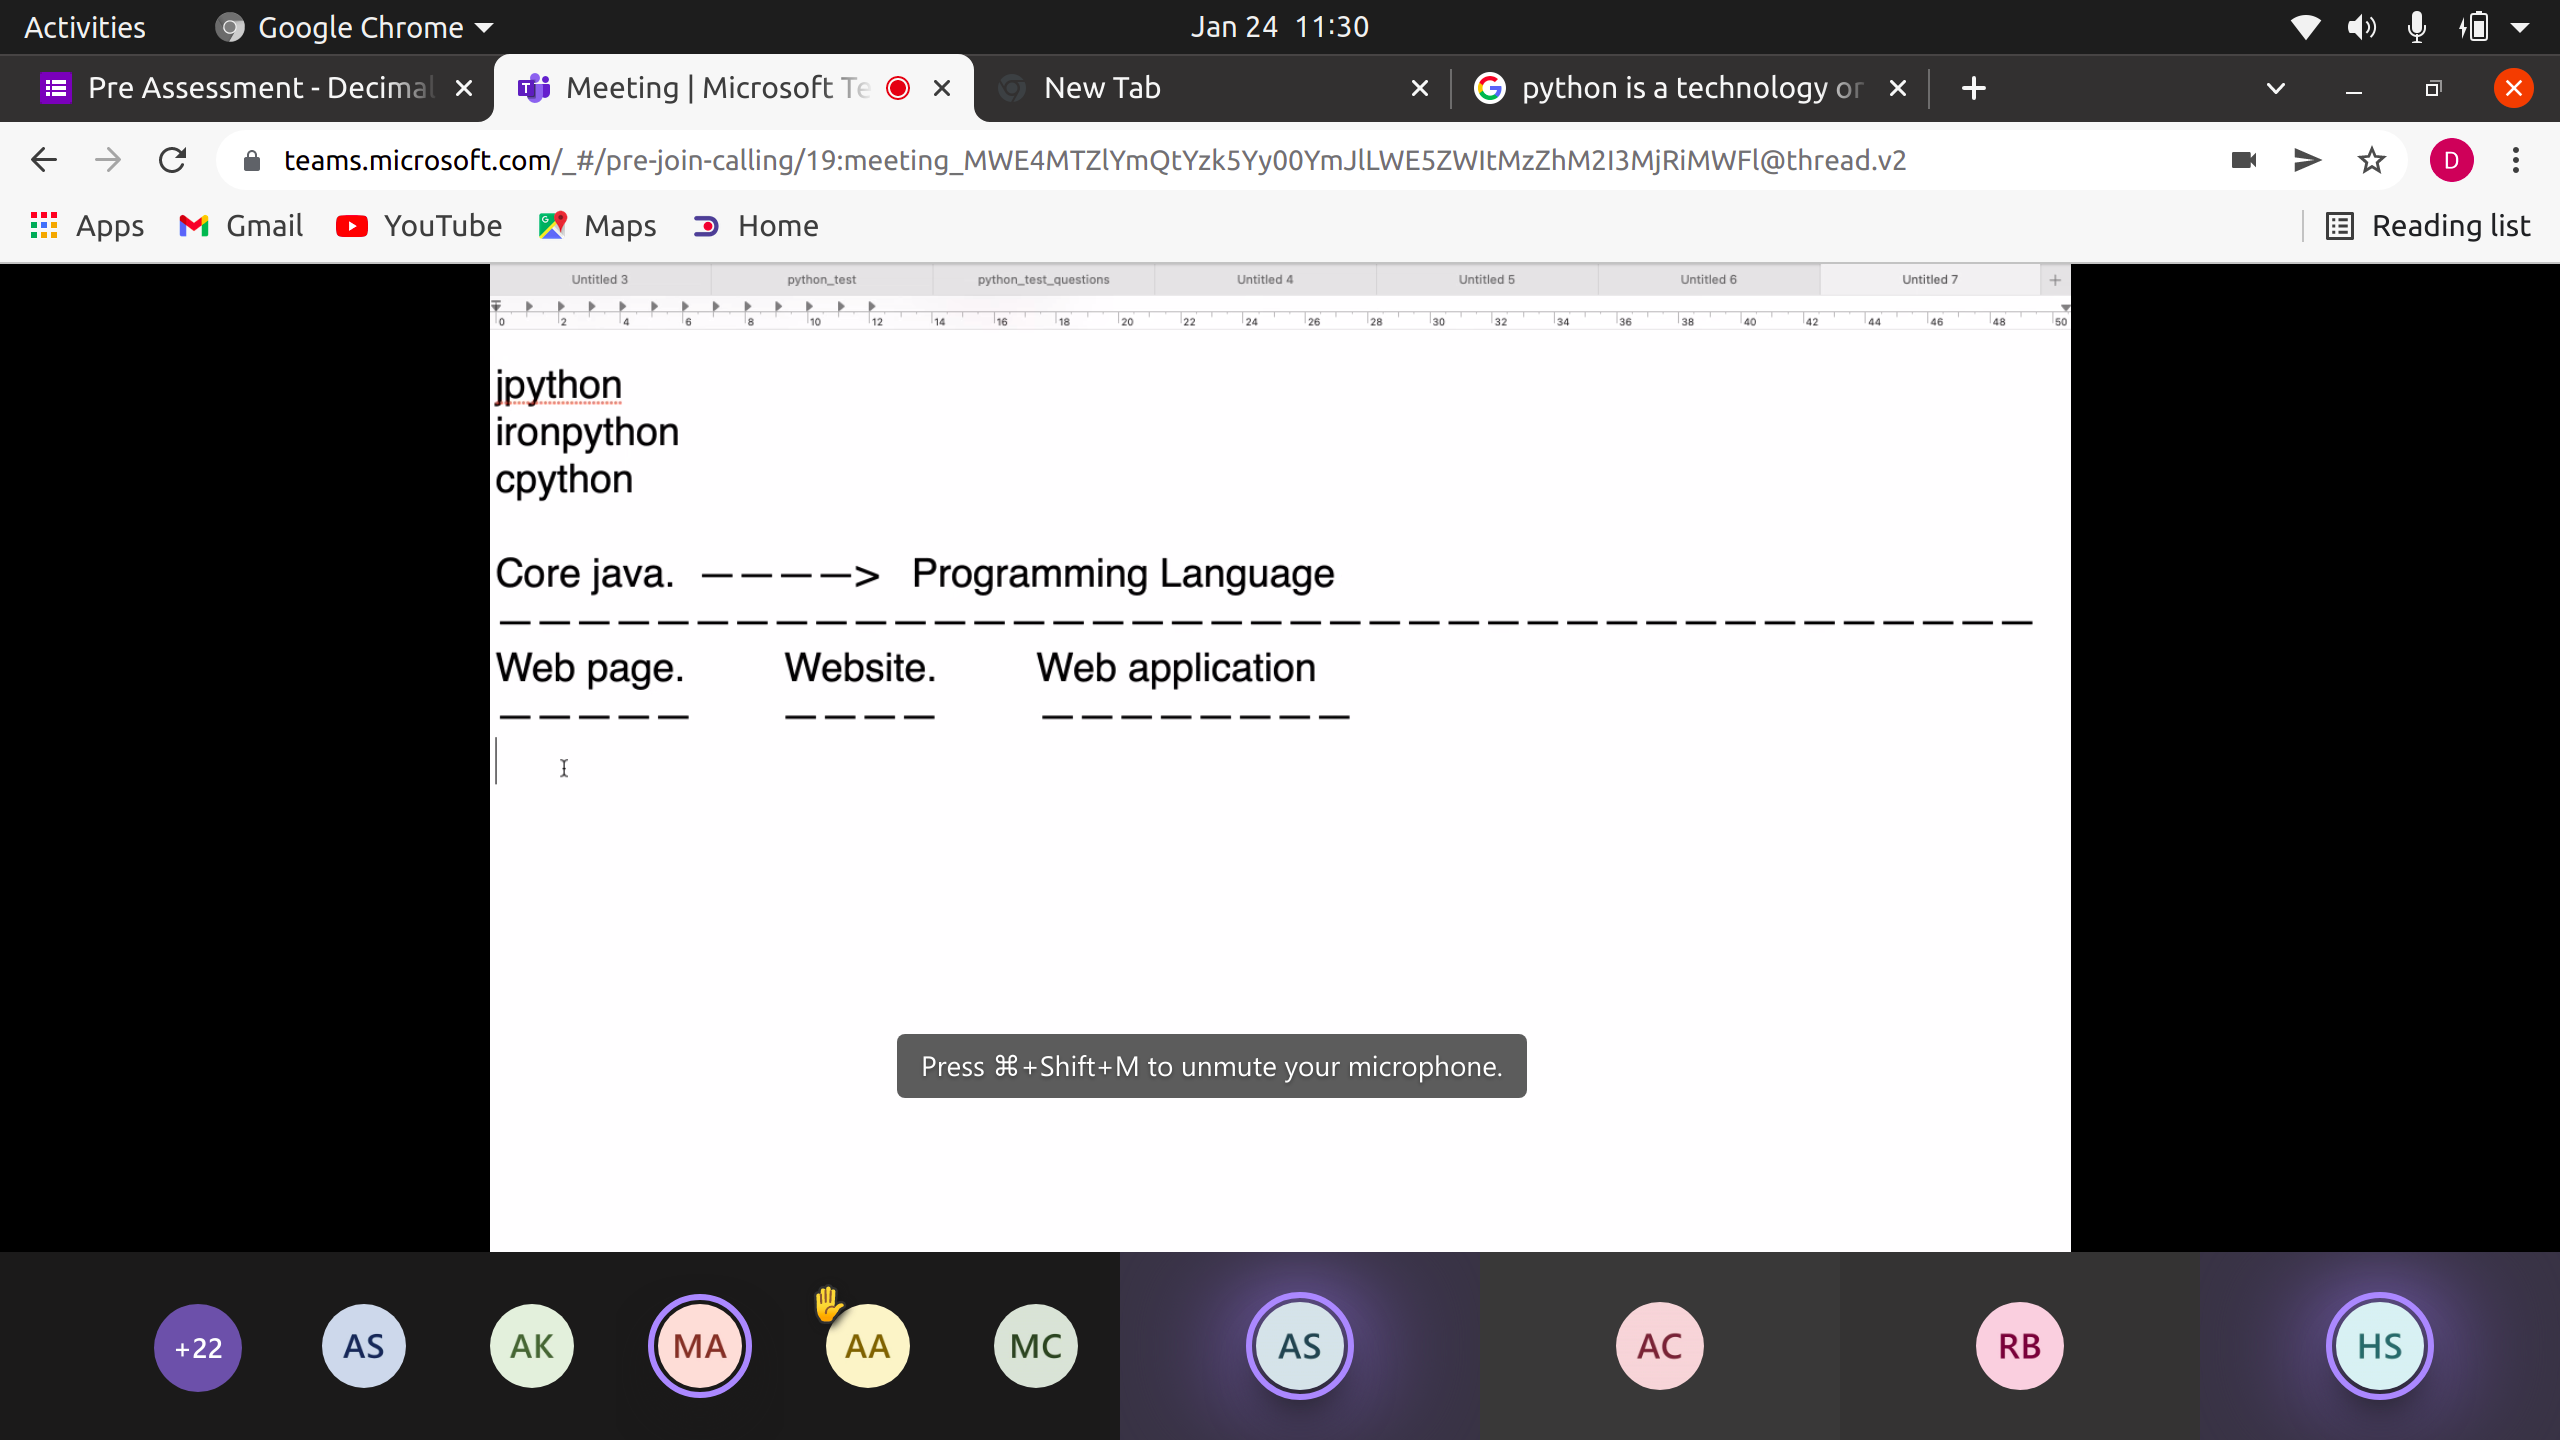 Activities Google Chrome Jan 24 11:30
Pre Assessment - Decimal Meeting | Microsoft Te New Tab python is a technology or
teams.microsoft.com/_#/pre-join-calling/19:meeting_MWE4MTZlYmQtYzk5Yy00YmJlLWE5ZWItMzZhM2I3MjRiMWFl@thread.v2 D
Apps Gmail YouTube Maps Home Reading list
Untitled 3 python_test python_test_questions Untitled 4 Untitled 5 Untitled 6 Untitled 7 +
0 2 4 6 8 10 12 14 16 18 20 22 24 26 28 30 32 34 36 38 40 42 44 46 48 50
jpython
ironpython
cpython
Core java. ————> Programming Language
———————————————————————————————————————
Web page. Website. Web application
————— ———— ————————
Press ⌘+Shift+M to unmute your microphone.
+22 AS AK MA AA MC AS AC RB HS